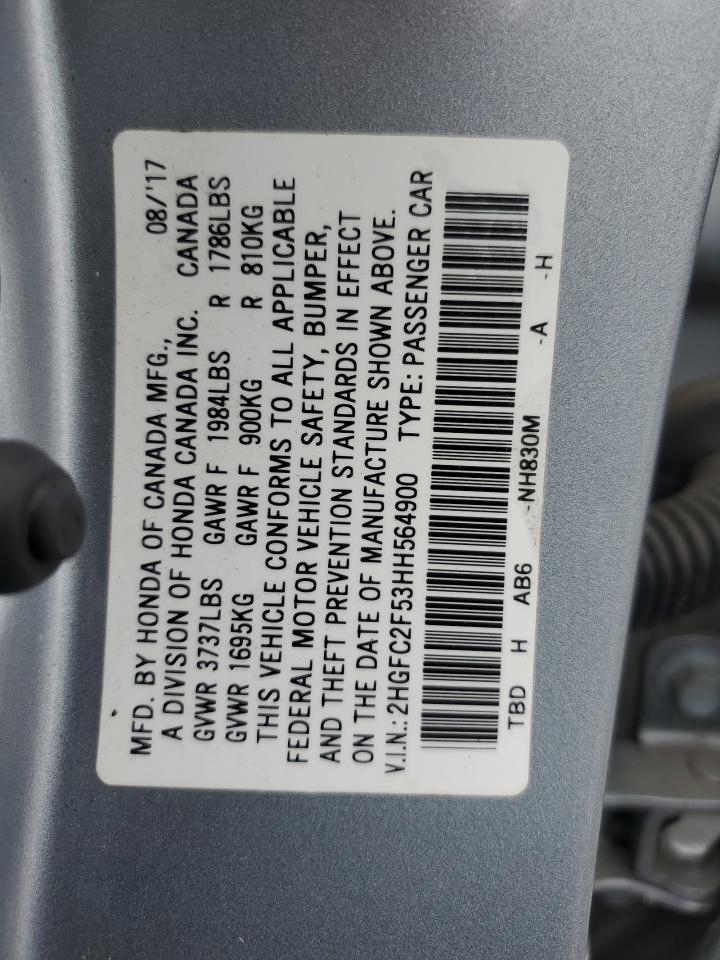 MFD. BY HONDA OF CANADA MFG., 08/'17
A DIVISION OF HONDA CANADA INC. CANADA
GVWR 3737LBS GAWR F 1984LBS R 1786LBS
GVWR 1695KG GAWR F 900KG R 810KG
THIS VEHICLE CONFORMS TO ALL APPLICABLE
FEDERAL MOTOR VEHICLE SAFETY, BUMPER,
AND THEFT PREVENTION STANDARDS IN EFFECT
ON THE DATE OF MANUFACTURE SHOWN ABOVE.
V.I.N.: 2HGFC2F53HH564900 TYPE: PASSENGER CAR
TBD H AB6 -NH830M -A -H